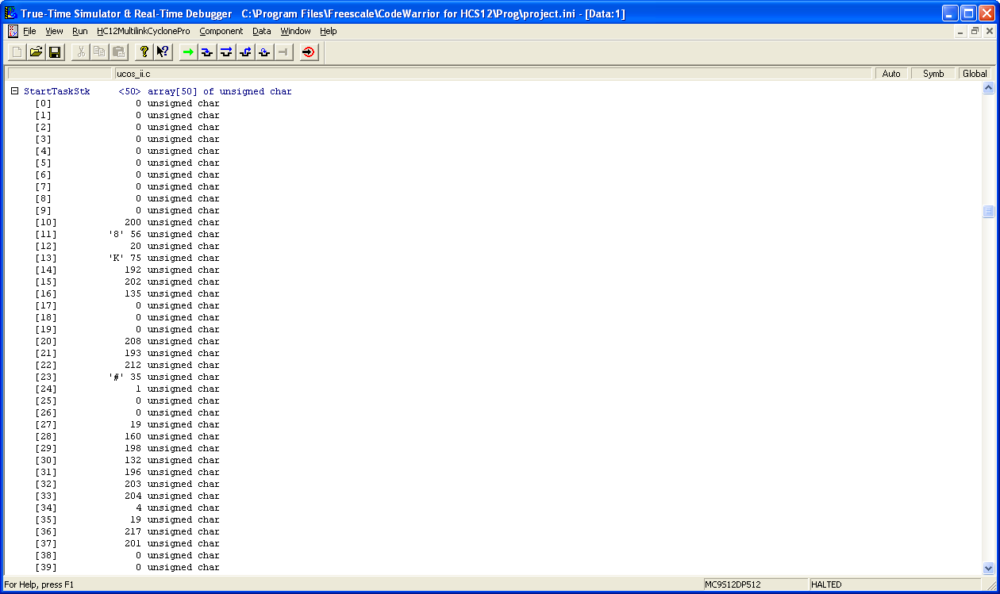 True-Time Simulator & Real-Time Debugger C:\Program Files\Freescale\CodeWarrior for HCS12\Prog\project.ini - [Data:1]
File View Run HC12MultilinkCyclonePro Component Data Window Help
ucos_ii.c Auto Symb Global
StartTaskStk <50> array[50] of unsigned char
[0] 0 unsigned char
[1] 0 unsigned char
[2] 0 unsigned char
[3] 0 unsigned char
[4] 0 unsigned char
[5] 0 unsigned char
[6] 0 unsigned char
[7] 0 unsigned char
[8] 0 unsigned char
[9] 0 unsigned char
[10] 200 unsigned char
[11] '8' 56 unsigned char
[12] 20 unsigned char
[13] 'K' 75 unsigned char
[14] 192 unsigned char
[15] 202 unsigned char
[16] 135 unsigned char
[17] 0 unsigned char
[18] 0 unsigned char
[19] 0 unsigned char
[20] 208 unsigned char
[21] 193 unsigned char
[22] 212 unsigned char
[23] '#' 35 unsigned char
[24] 1 unsigned char
[25] 0 unsigned char
[26] 0 unsigned char
[27] 19 unsigned char
[28] 160 unsigned char
[29] 198 unsigned char
[30] 132 unsigned char
[31] 196 unsigned char
[32] 203 unsigned char
[33] 204 unsigned char
[34] 4 unsigned char
[35] 19 unsigned char
[36] 217 unsigned char
[37] 201 unsigned char
[38] 0 unsigned char
[39] 0 unsigned char
For Help, press F1 MC9S12DP512 HALTED